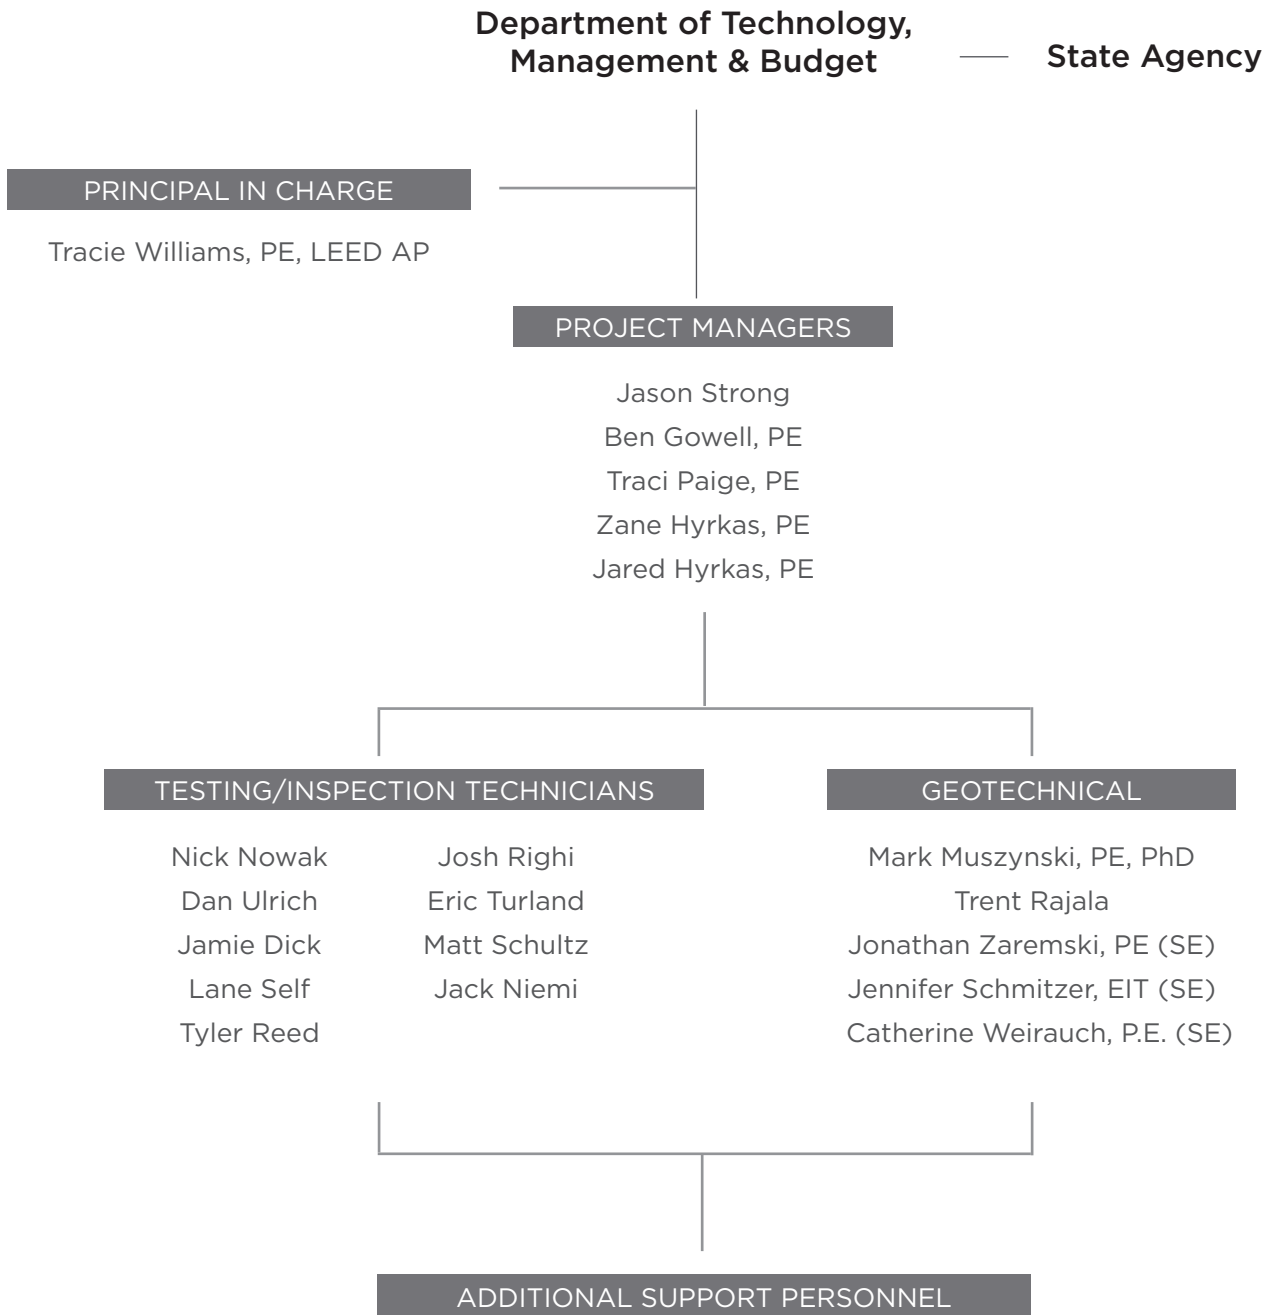 Department of Technology,
Management & Budget
State Agency
PRINCIPAL IN CHARGE
Tracie Williams, PE, LEED AP
PROJECT MANAGERS
Jason Strong
Ben Gowell, PE
Traci Paige, PE
Zane Hyrkas, PE
Jared Hyrkas, PE
TESTING/INSPECTION TECHNICIANS
Nick Nowak
Dan Ulrich
Jamie Dick
Lane Self
Tyler Reed
Josh Righi
Eric Turland
Matt Schultz
Jack Niemi
GEOTECHNICAL
Mark Muszynski, PE, PhD
Trent Rajala
Jonathan Zaremski, PE (SE)
Jennifer Schmitzer, EIT (SE)
Catherine Weirauch, P.E. (SE)
ADDITIONAL SUPPORT PERSONNEL